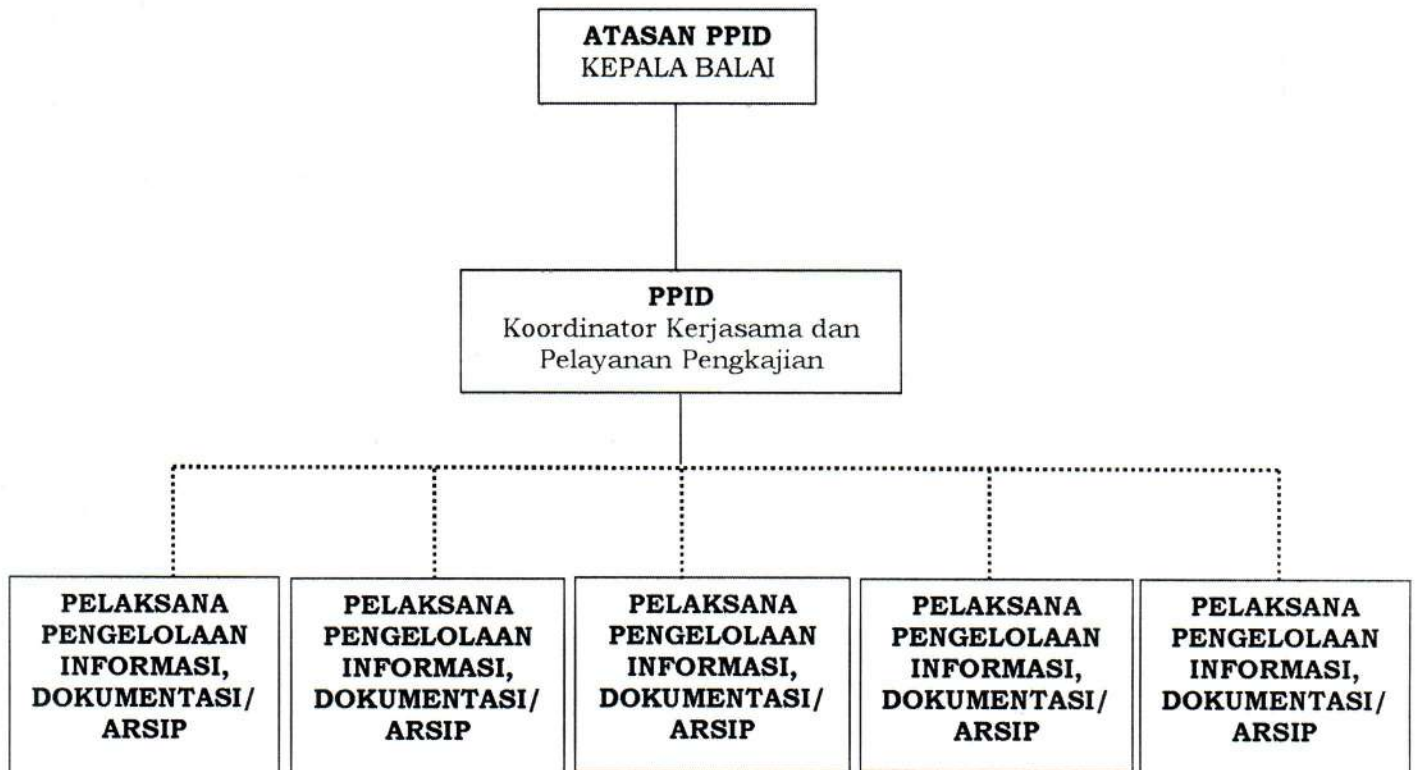 ATASAN PPID
KEPALA BALAI
PPID
Koordinator Kerjasama dan
Pelayanan Pengkajian
PELAKSANA
PENGELOLAAN
INFORMASI,
DOKUMENTASI/
ARSIP
PELAKSANA
PENGELOLAAN
INFORMASI,
DOKUMENTASI/
ARSIP
PELAKSANA
PENGELOLAAN
INFORMASI,
DOKUMENTASI/
ARSIP
PELAKSANA
PENGELOLAAN
INFORMASI,
DOKUMENTASI/
ARSIP
PELAKSANA
PENGELOLAAN
INFORMASI,
DOKUMENTASI/
ARSIP